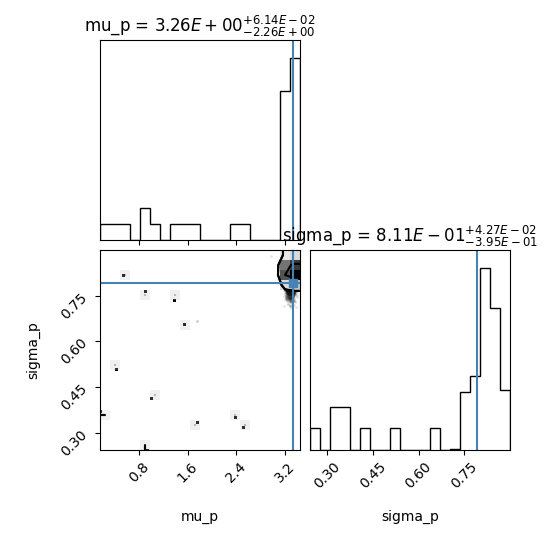 mu_p = 3.26E + 00+6.14E − 02 −2.26E + 00
sigma_p = 8.11E − 01+4.27E − 02 −3.95E − 01
sigma_p
0.75
0.60
0.45
0.30
0.8 1.6 2.4 3.2
0.30 0.45 0.60 0.75
mu_p
sigma_p